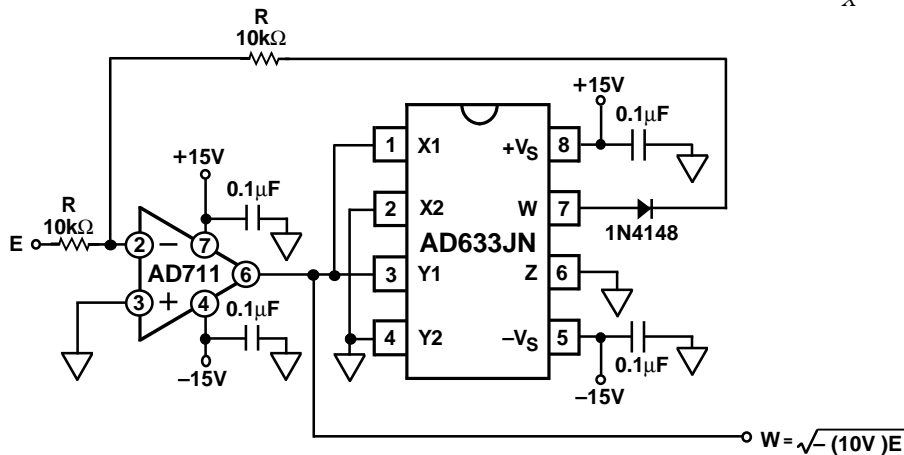 x
R
10kΩ
+15V
0.1μF
1 X1 +VS 8
+15V
0.1μF
R
10kΩ
2 X2 W 7
1N4148
E
2 − 7
AD711 6
AD633JN
3 + 4
3 Y1 Z 6
0.1μF
4 Y2 −VS 5
0.1μF
−15V
−15V
W = √− (10V )E